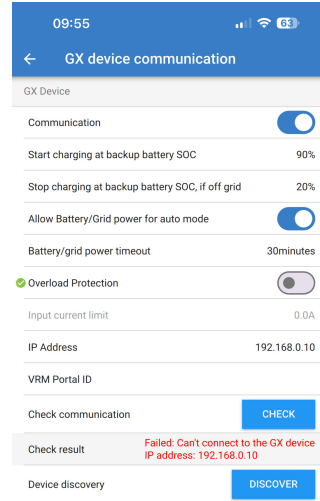 09:55
63
GX device communication
GX Device
Communication
Start charging at backup battery SOC 90%
Stop charging at backup battery SOC, if off grid 20%
Allow Battery/Grid power for auto mode
Battery/grid power timeout 30minutes
Overload Protection
Input current limit 0.0A
IP Address 192.168.0.10
VRM Portal ID
Check communication CHECK
Check result Failed: Can't connect to the GX device
IP address: 192.168.0.10
Device discovery DISCOVER